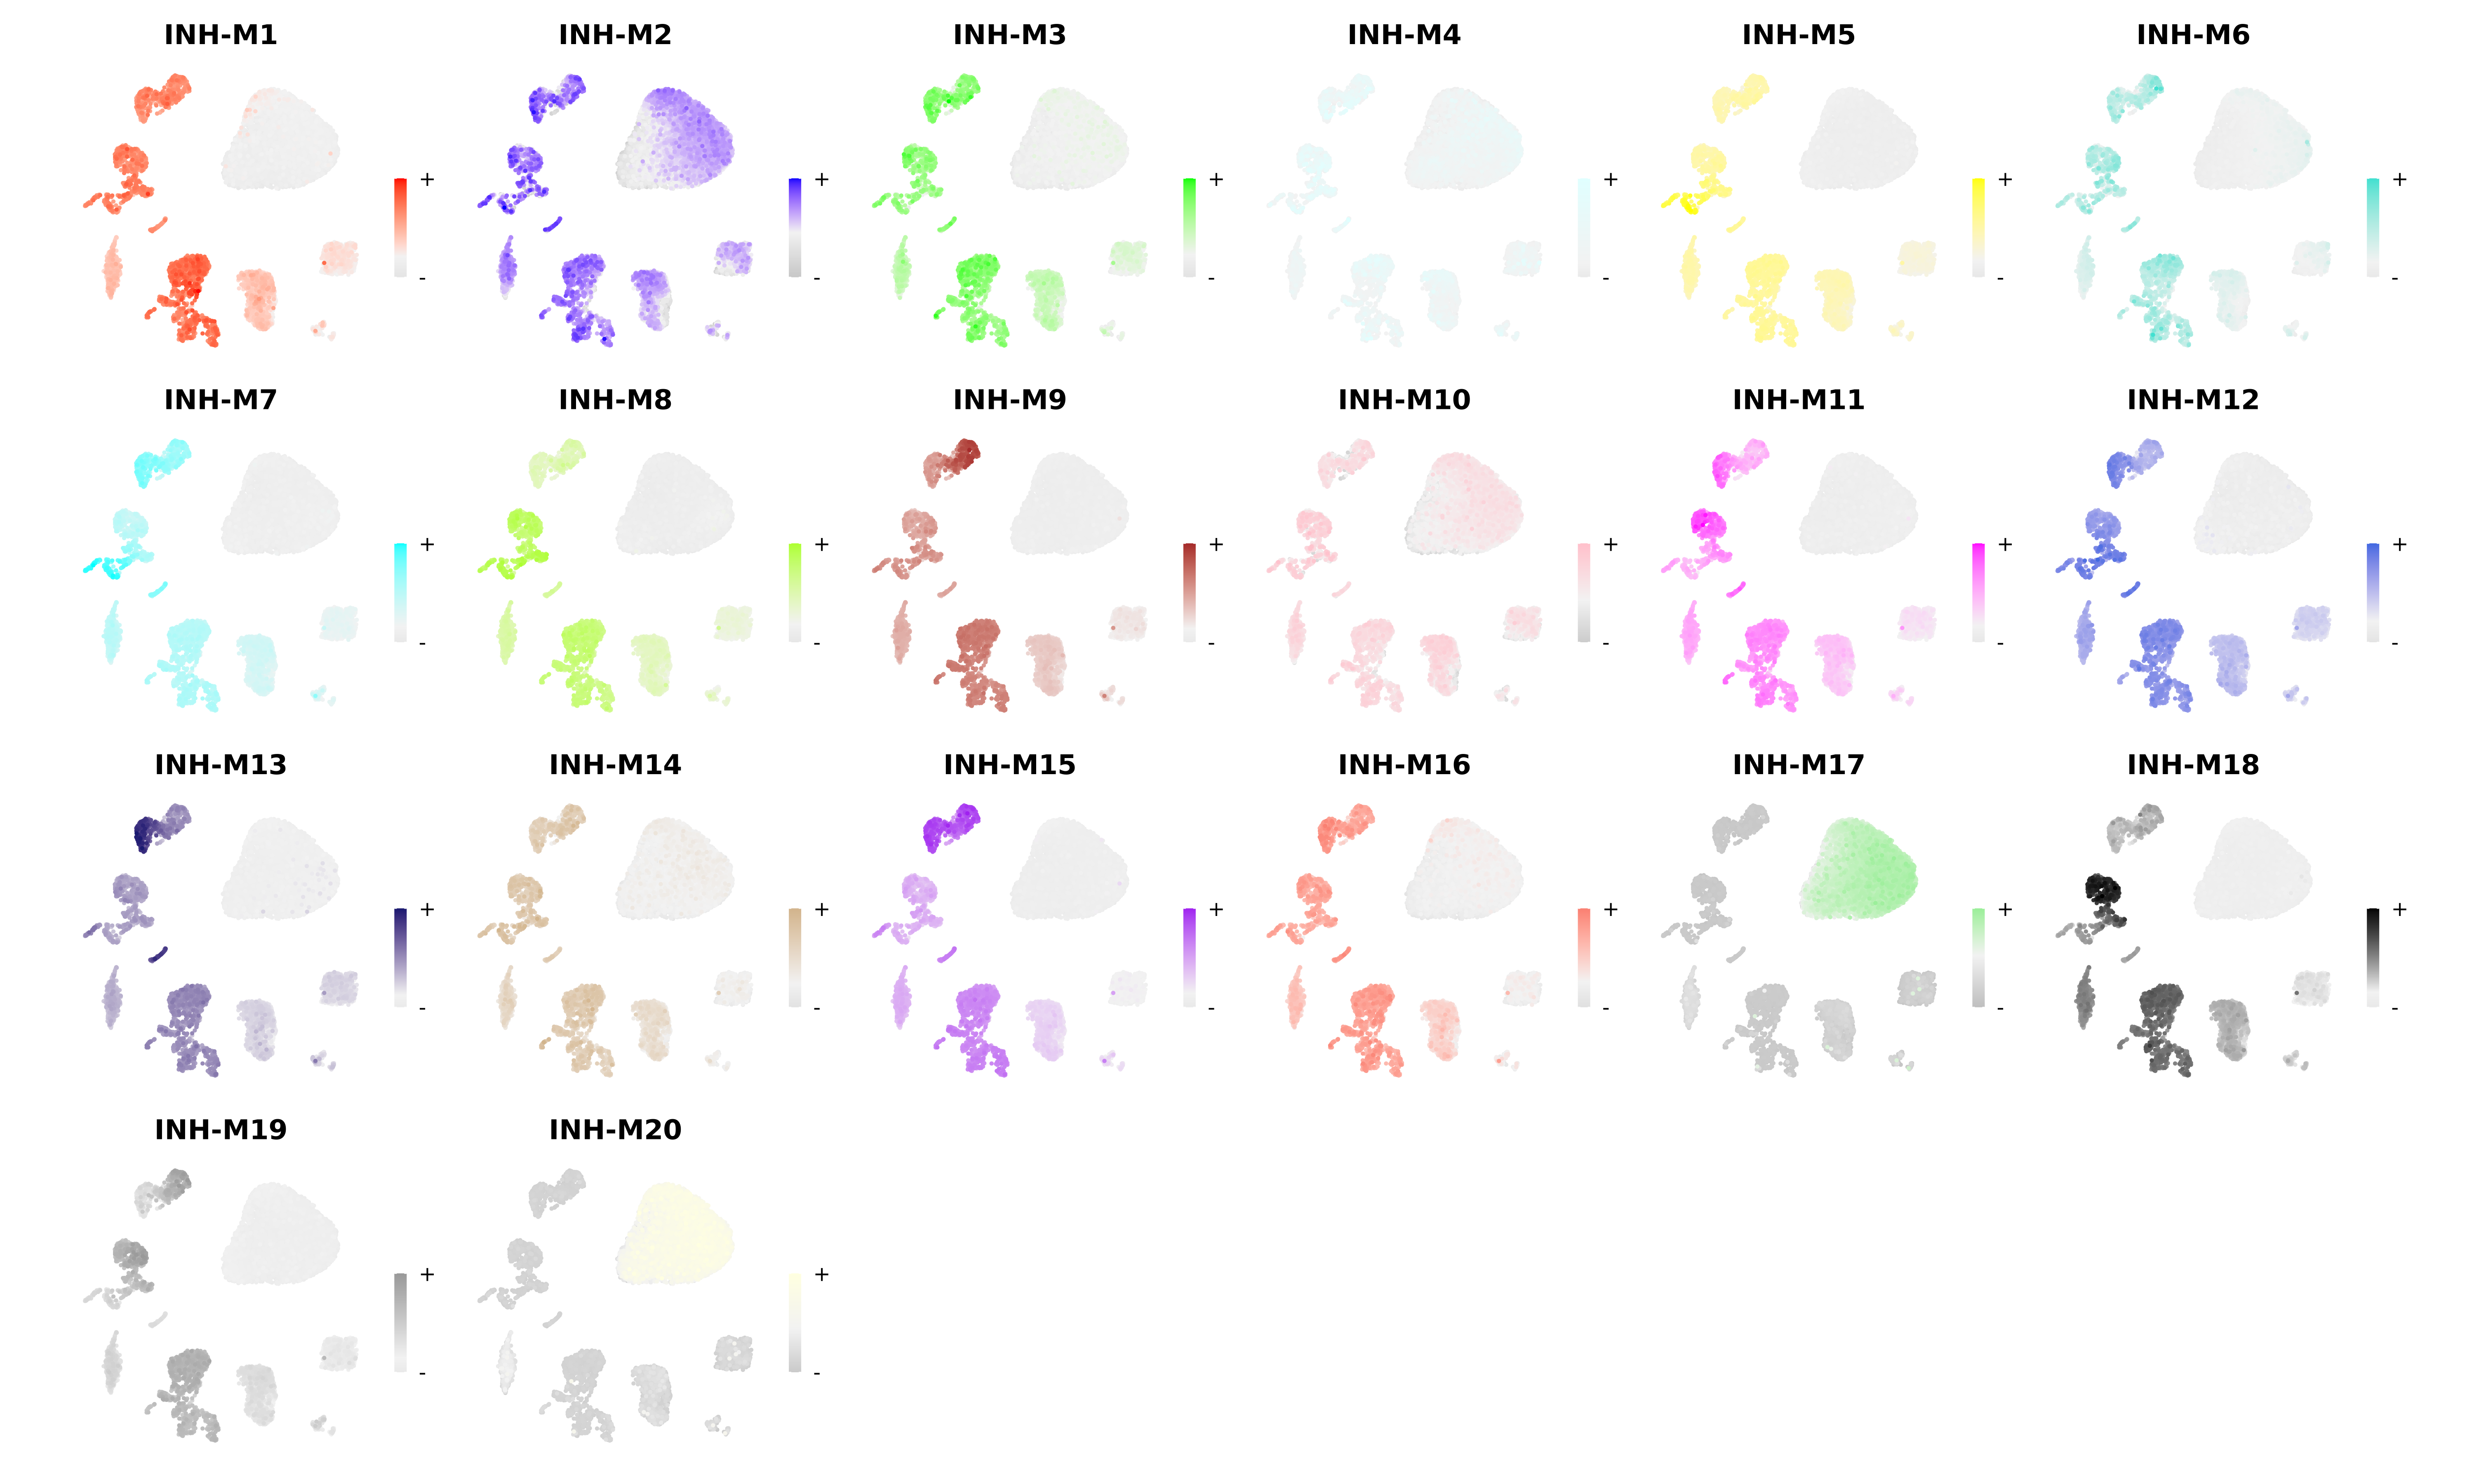 INH-M1 INH-M2 INH-M3 INH-M4 INH-M5 INH-M6
+ + + + + +
- - - - - -
INH-M7 INH-M8 INH-M9 INH-M10 INH-M11 INH-M12
+ + + + + +
- - - - - -
INH-M13 INH-M14 INH-M15 INH-M16 INH-M17 INH-M18
+ + + + + +
- - - - - -
INH-M19 INH-M20
+ +
- -